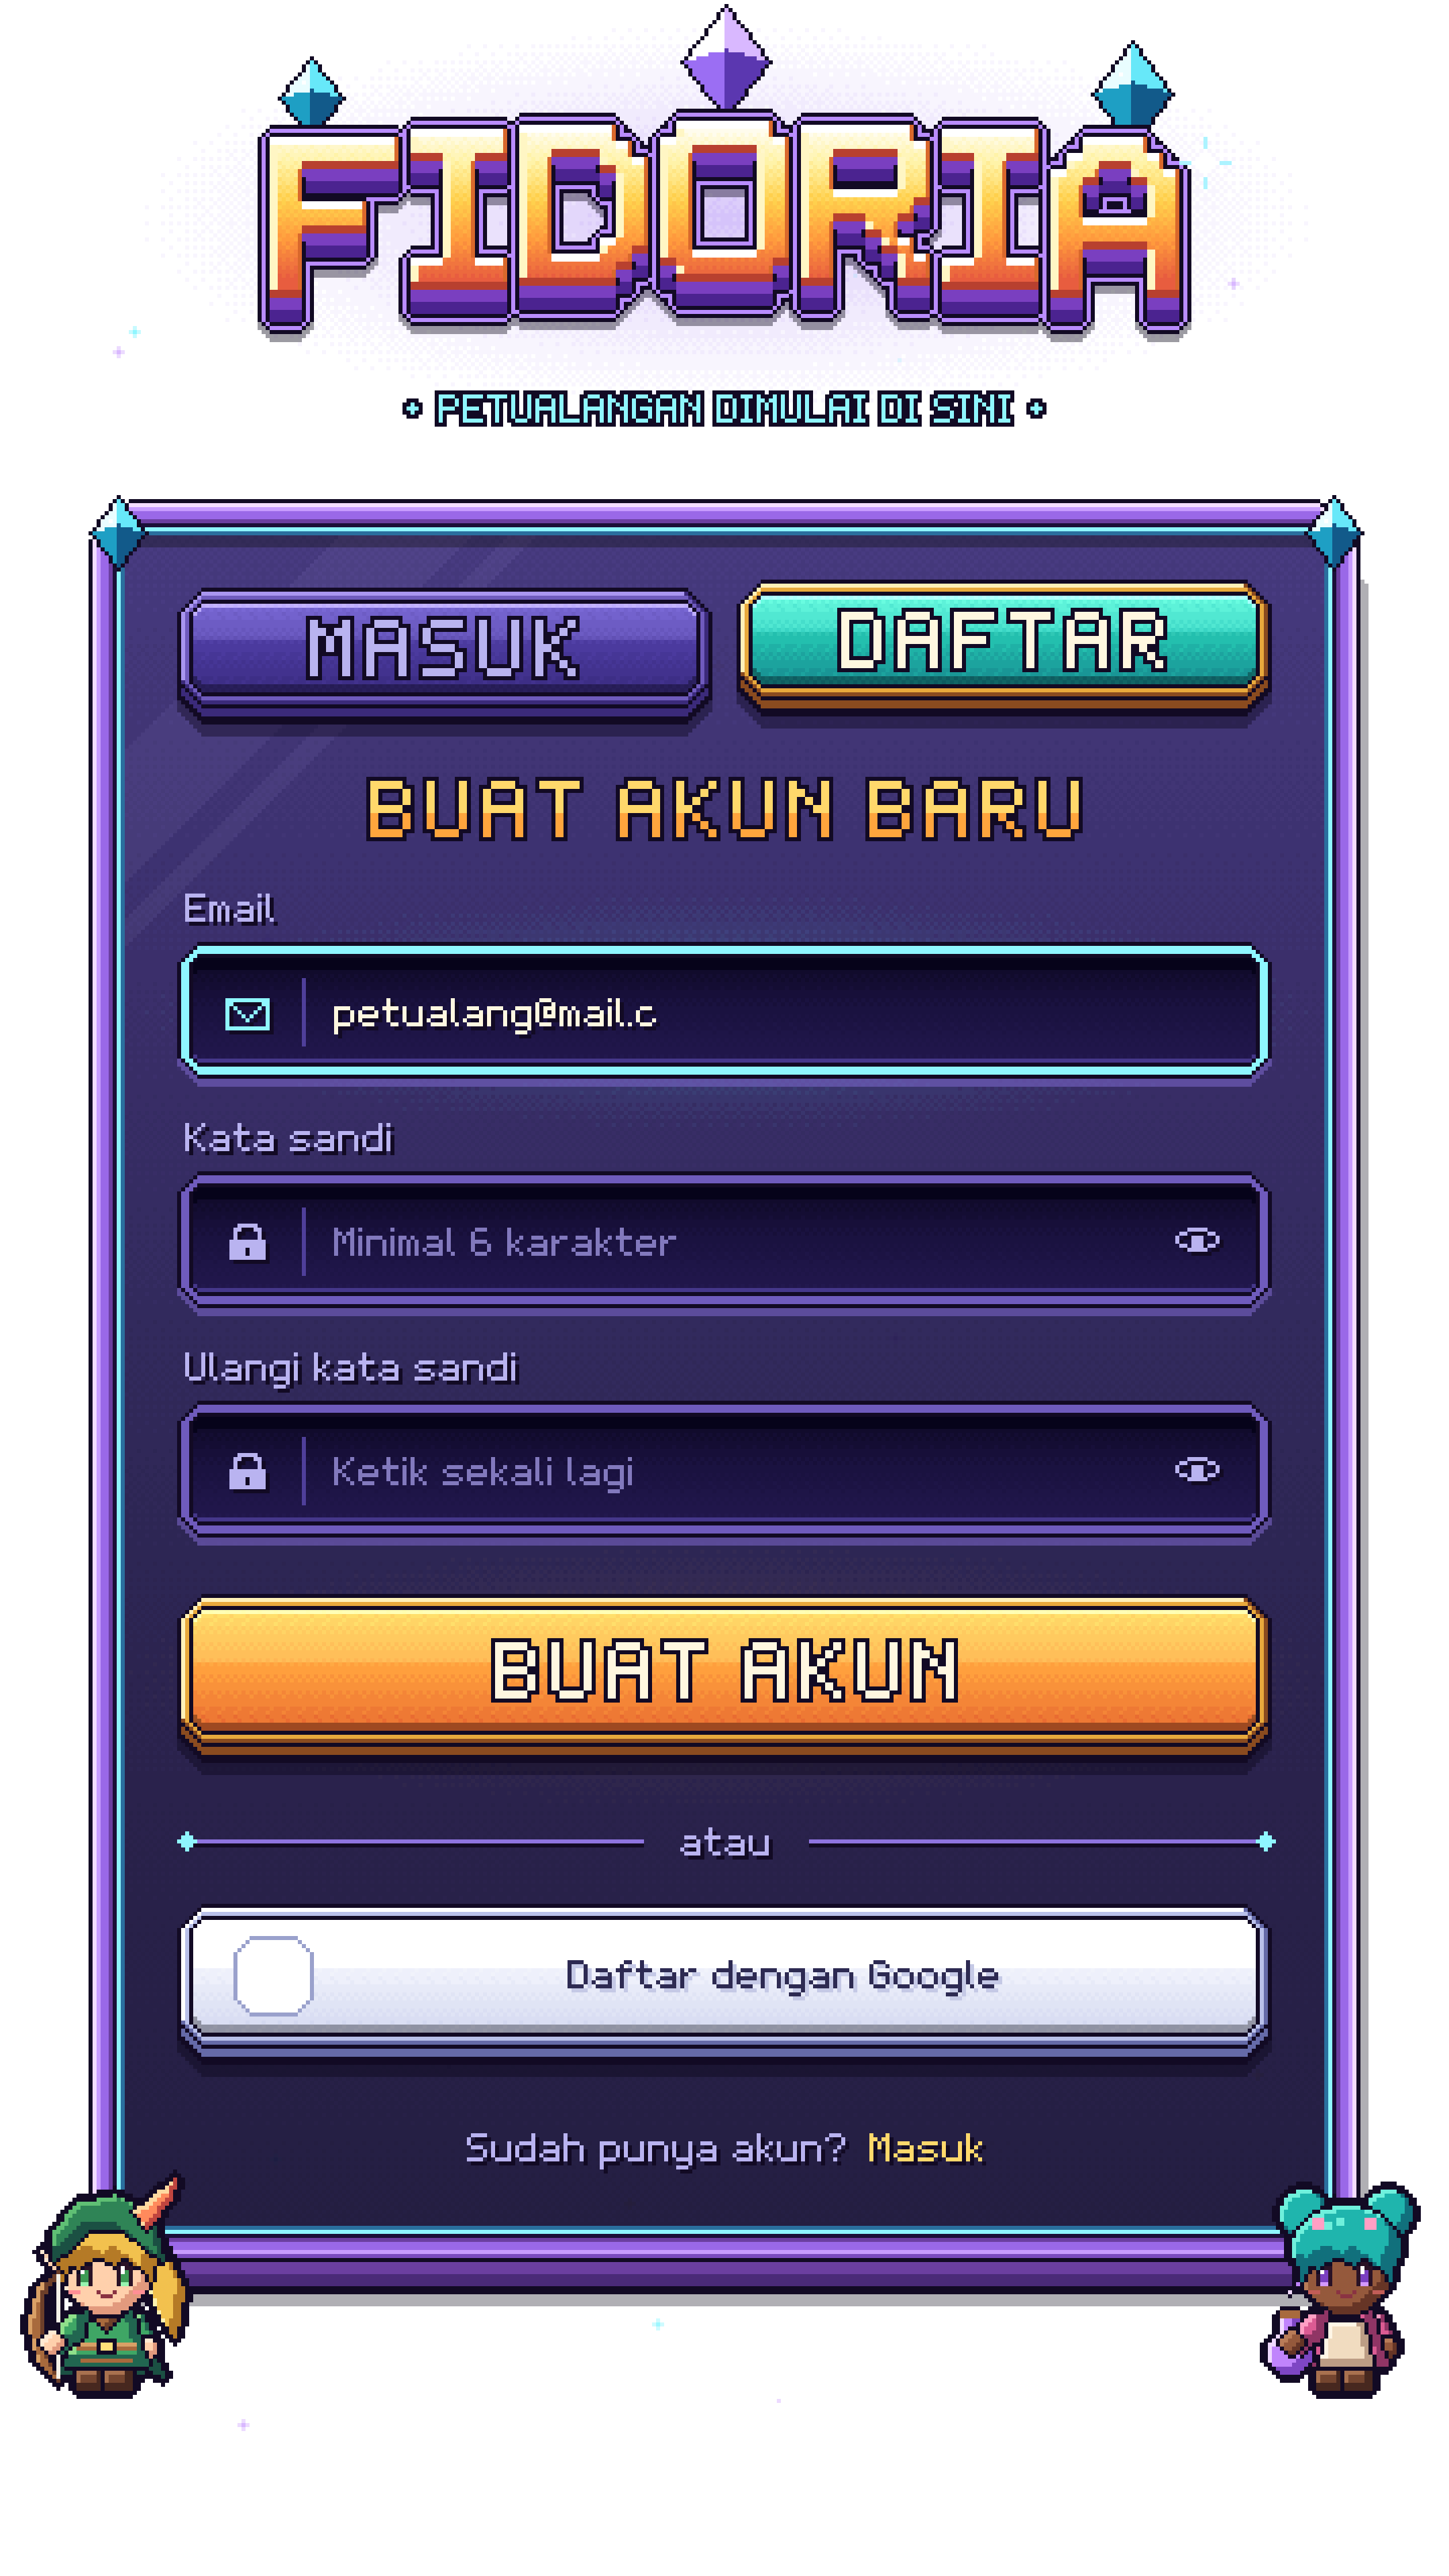 FIDORIA
PETUALANGAN DIMULAI DI SINI
MASUK
DAFTAR
BUAT AKUN BARU
Email
petualang@mail.c
Kata sandi
Minimal 6 karakter
Ulangi kata sandi
Ketik sekali lagi
BUAT AKUN
atau
Daftar dengan Google
Sudah punya akun? Masuk